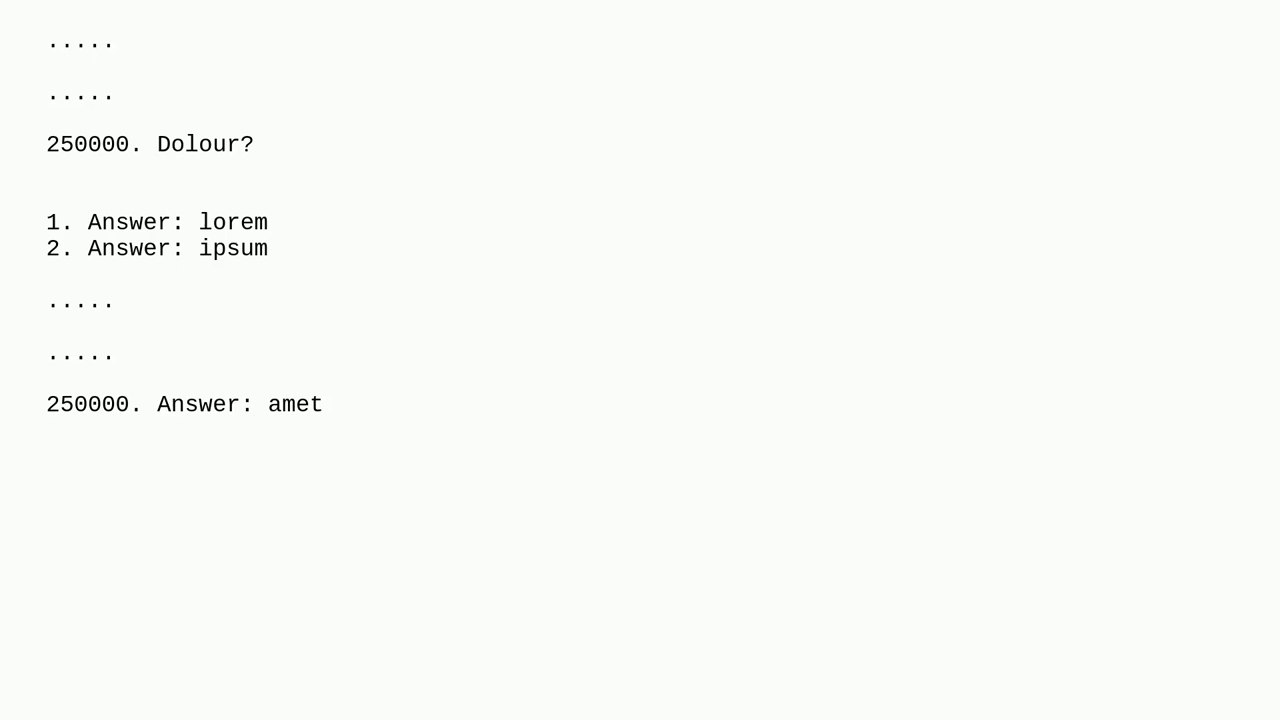 .....
.....
250000. Dolour?
1. Answer: lorem
2. Answer: ipsum
.....
.....
250000. Answer: amet